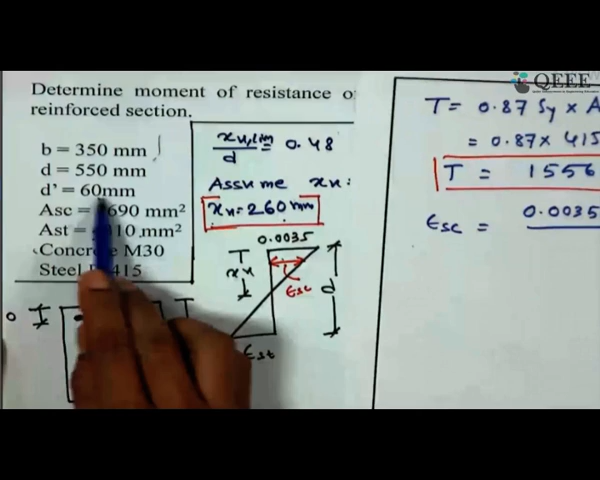 QEEE
Determine moment of resistance o
reinforced section.
b = 350 mm
d = 550 mm
d' = 60mm
Asc = 690 mm²
Ast = 10 mm²
Concre e M30
Steel 415
xu,lim/d = 0.48
Assume xu:
xu = 260 mm
0.0035
T
xu
Esc
d
Est
o
T
T = 0.87 fy x A
= 0.87 x 415
T = 1556
Esc = 0.0035